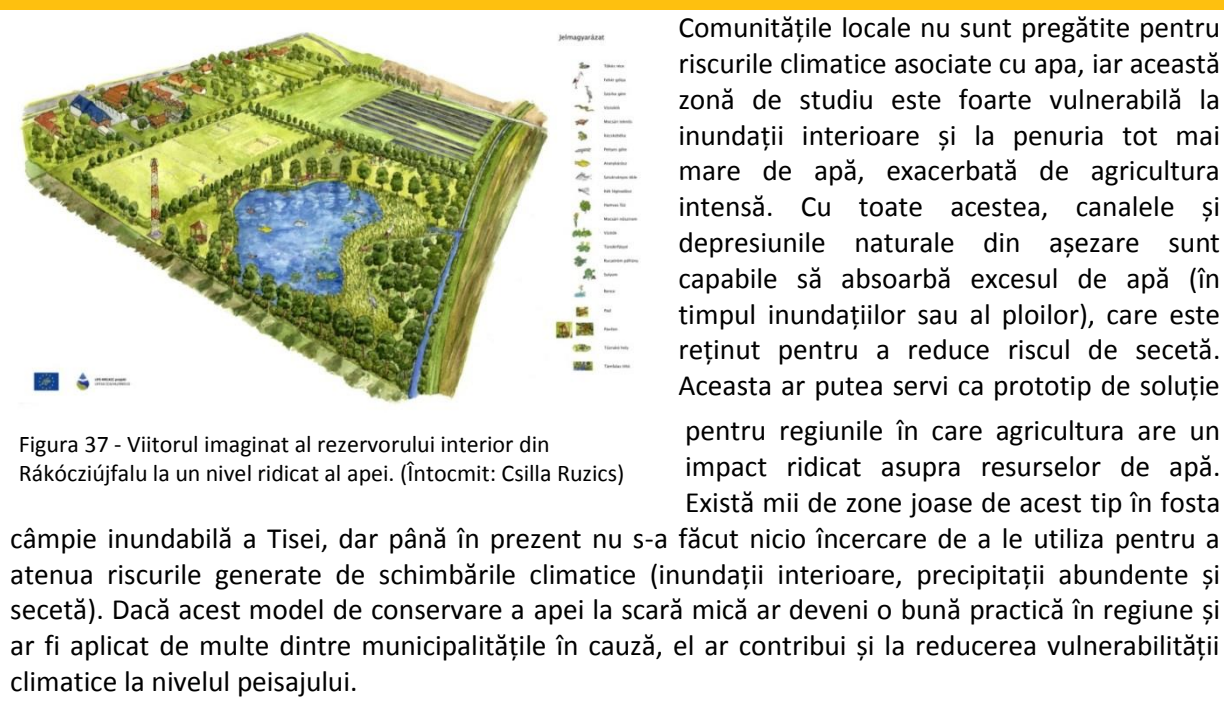 Jelmagyarázat
Comunitățile locale nu sunt pregătite pentru
riscurile climatice asociate cu apa, iar această
zonă de studiu este foarte vulnerabilă la
inundații interioare și la penuria tot mai
mare de apă, exacerbată de agricultura
intensă. Cu toate acestea, canalele și
depresiunile naturale din așezare sunt
capabile să absoarbă excesul de apă (în
timpul inundațiilor sau al ploilor), care este
reținut pentru a reduce riscul de secetă.
Aceasta ar putea servi ca prototip de soluție
pentru regiunile în care agricultura are un
impact ridicat asupra resurselor de apă.
Există mii de zone joase de acest tip în fosta
Figura 37 - Viitorul imaginat al rezervorului interior din
Rákócziújfalu la un nivel ridicat al apei. (Întocmit: Csilla Ruzics)
câmpie inundabilă a Tisei, dar până în prezent nu s-a făcut nicio încercare de a le utiliza pentru a
atenua riscurile generate de schimbările climatice (inundații interioare, precipitații abundente și
secetă). Dacă acest model de conservare a apei la scară mică ar deveni o bună practică în regiune și
ar fi aplicat de multe dintre municipalitățile în cauză, el ar contribui și la reducerea vulnerabilității
climatice la nivelul peisajului.